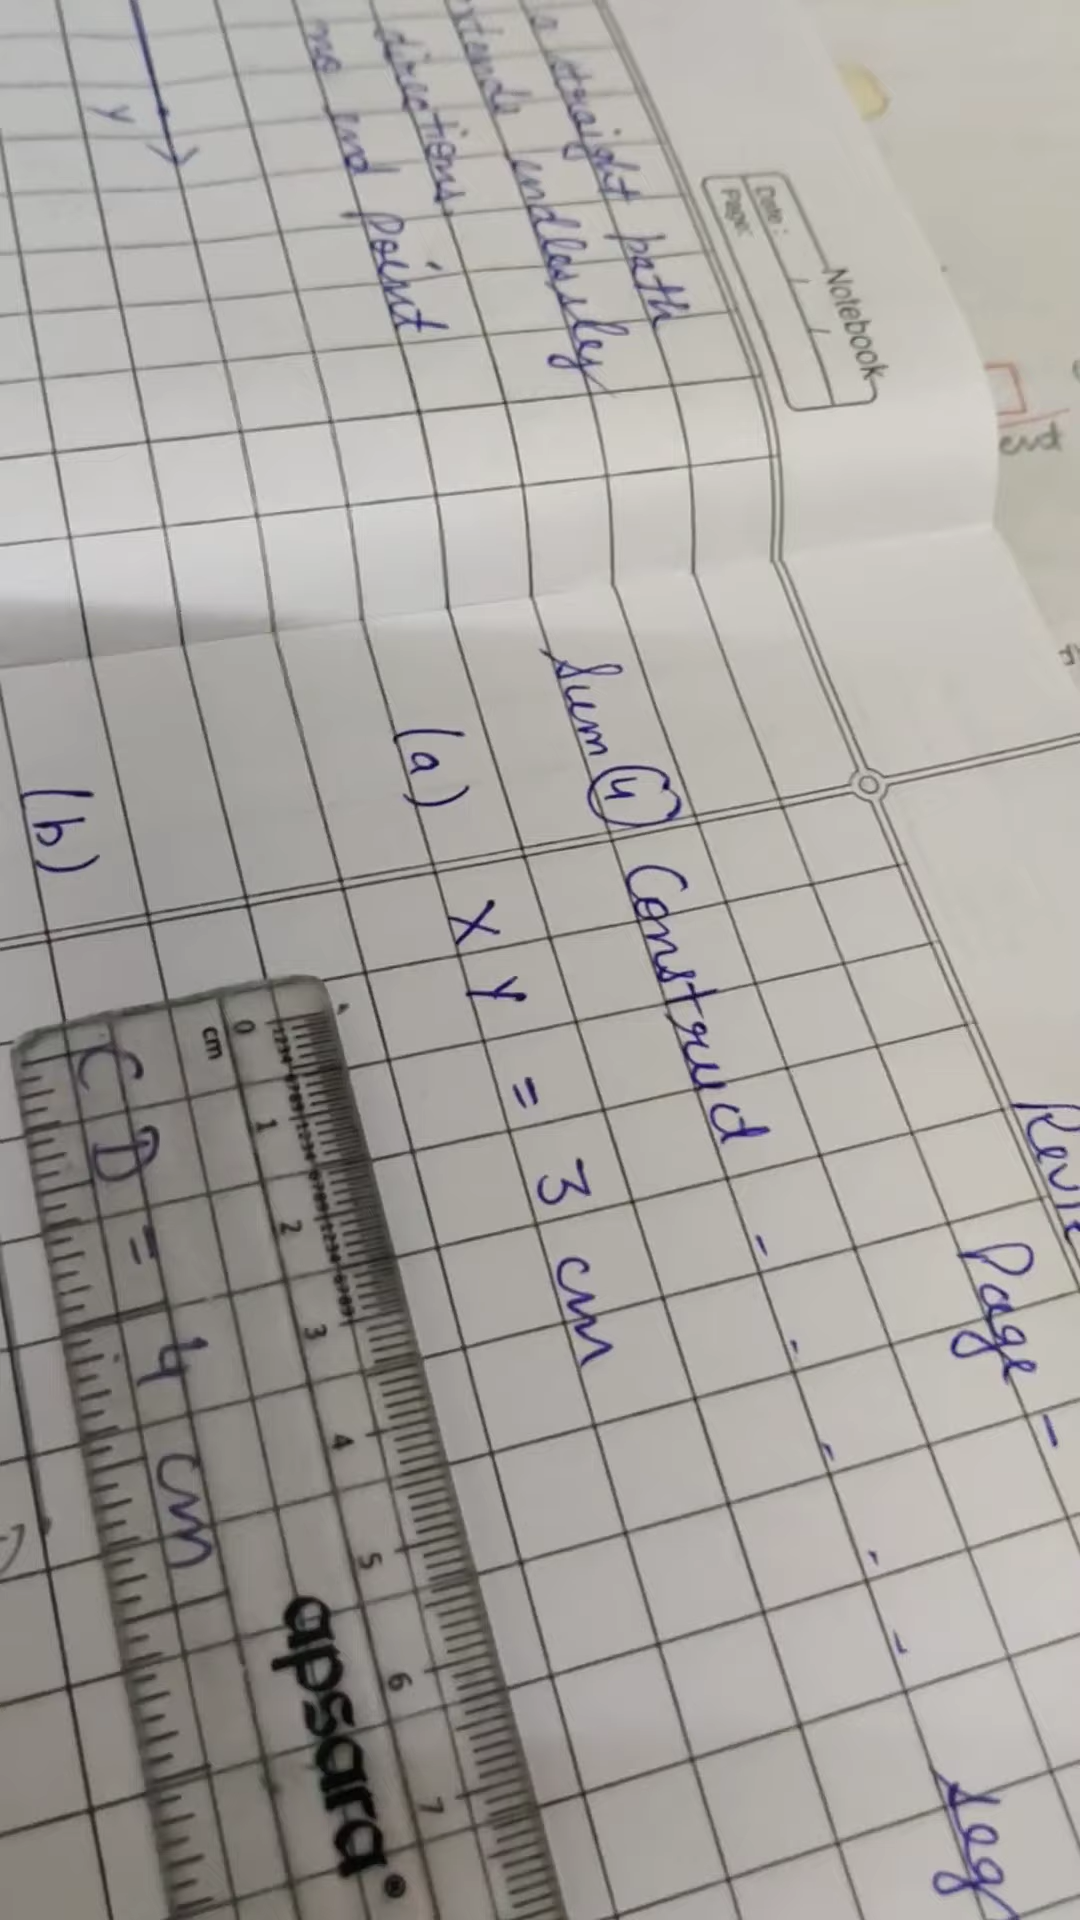 a straight path
extends endlessly
directions.
no end point
Y
Notebook
Date: / /
Page:
Page -
Sum (4) Construct - - - - - seg
(a) XY = 3 cm
(b) CD = 4 cm
0 1 2 3 4 5 6 7
cm
apsara®